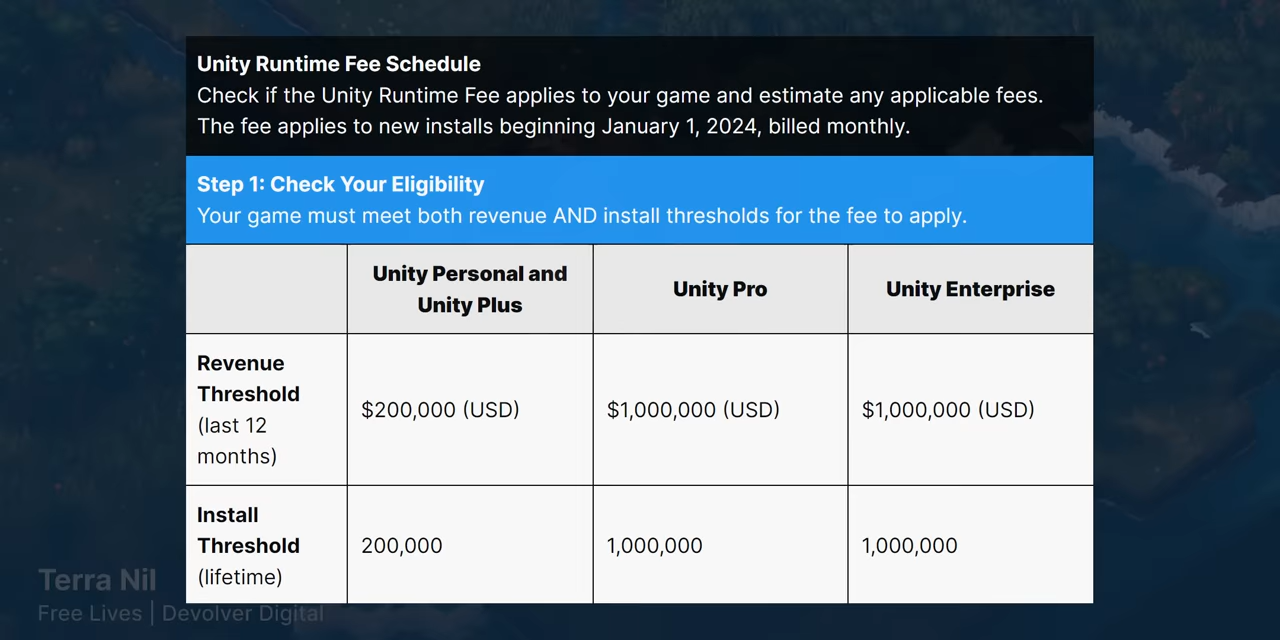 Unity Runtime Fee Schedule
Check if the Unity Runtime Fee applies to your game and estimate any applicable fees.
The fee applies to new installs beginning January 1, 2024, billed monthly.
Step 1: Check Your Eligibility
Your game must meet both revenue AND install thresholds for the fee to apply.
Unity Personal and
Unity Plus
Unity Pro
Unity Enterprise
Revenue
Threshold
(last 12
months)
$200,000 (USD)
$1,000,000 (USD)
$1,000,000 (USD)
Install
Threshold
(lifetime)
200,000
1,000,000
1,000,000
Terra Nil
Free Lives | Devolver Digital